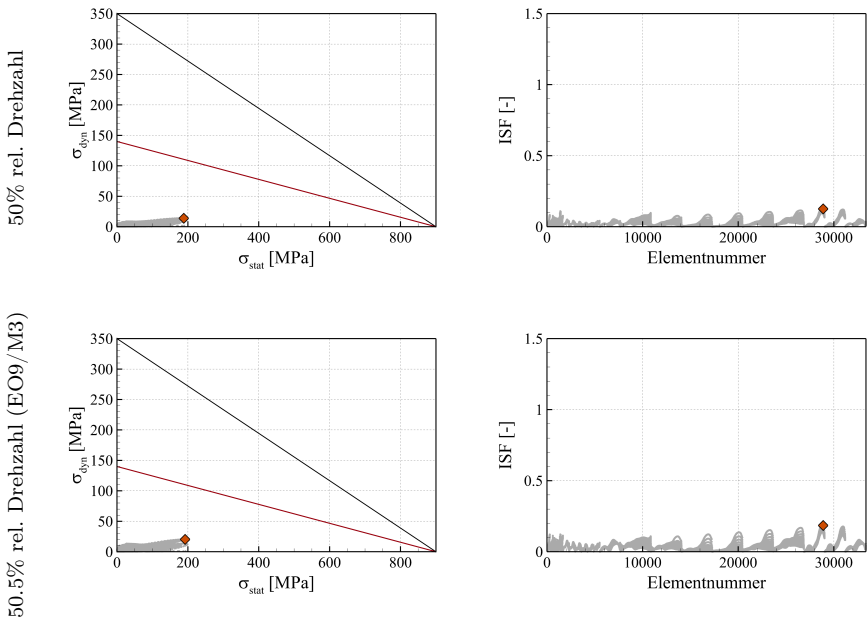 50% rel. Drehzahl
350
300
250
200
150
100
50
0
σdyn [MPa]
0 200 400 600 800
σstat [MPa]
1.5
1
0.5
0
ISF [-]
0 10000 20000 30000
Elementnummer
50.5% rel. Drehzahl (EO9/M3)
350
300
250
200
150
100
50
0
σdyn [MPa]
0 200 400 600 800
σstat [MPa]
1.5
1
0.5
0
ISF [-]
0 10000 20000 30000
Elementnummer